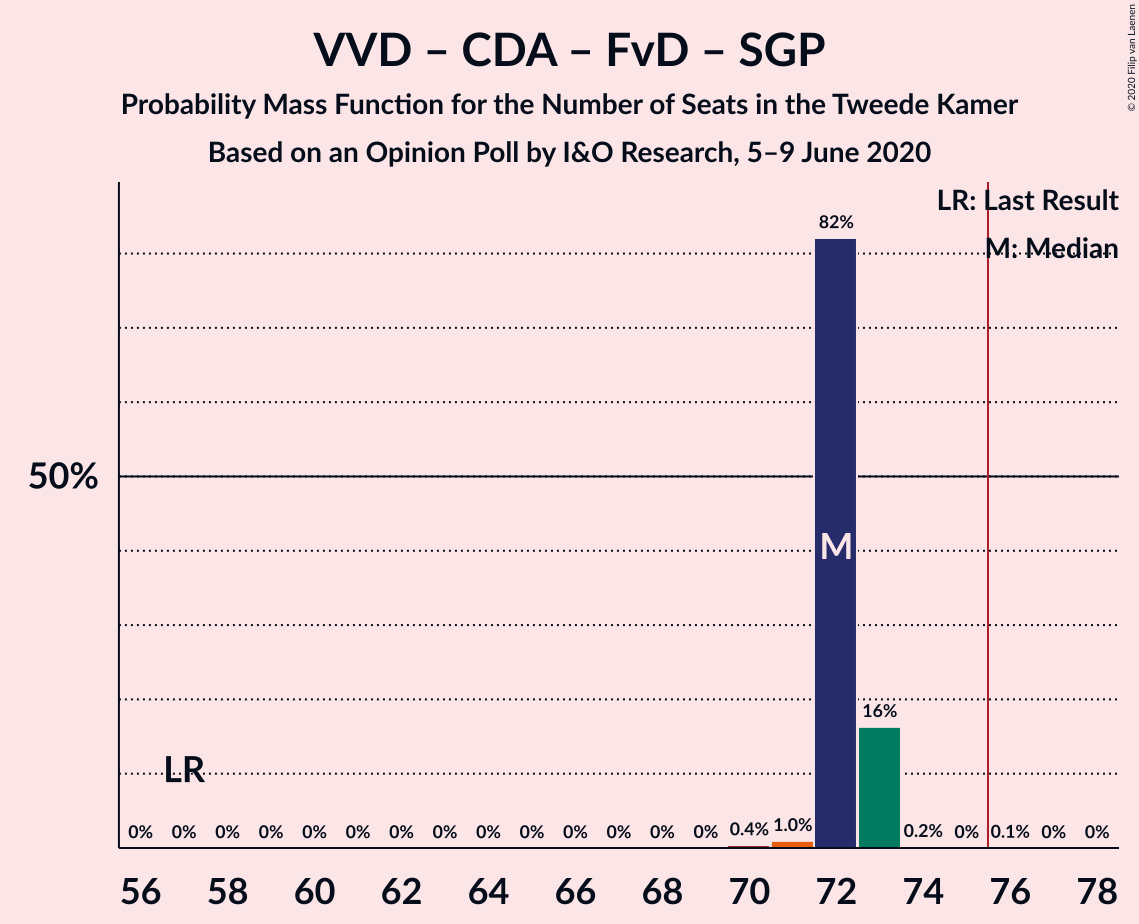 VVD – CDA – FvD – SGP
Probability Mass Function for the Number of Seats in the Tweede Kamer
Based on an Opinion Poll by I&O Research, 5–9 June 2020
© 2020 Filip van Laenen
LR: Last Result
M: Median
82%
50%
M
16%
LR
0% 0% 0% 0% 0% 0% 0% 0% 0% 0% 0% 0% 0% 0% 0.4% 1.0% 0.2% 0% 0.1% 0% 0%
56 58 60 62 64 66 68 70 72 74 76 78